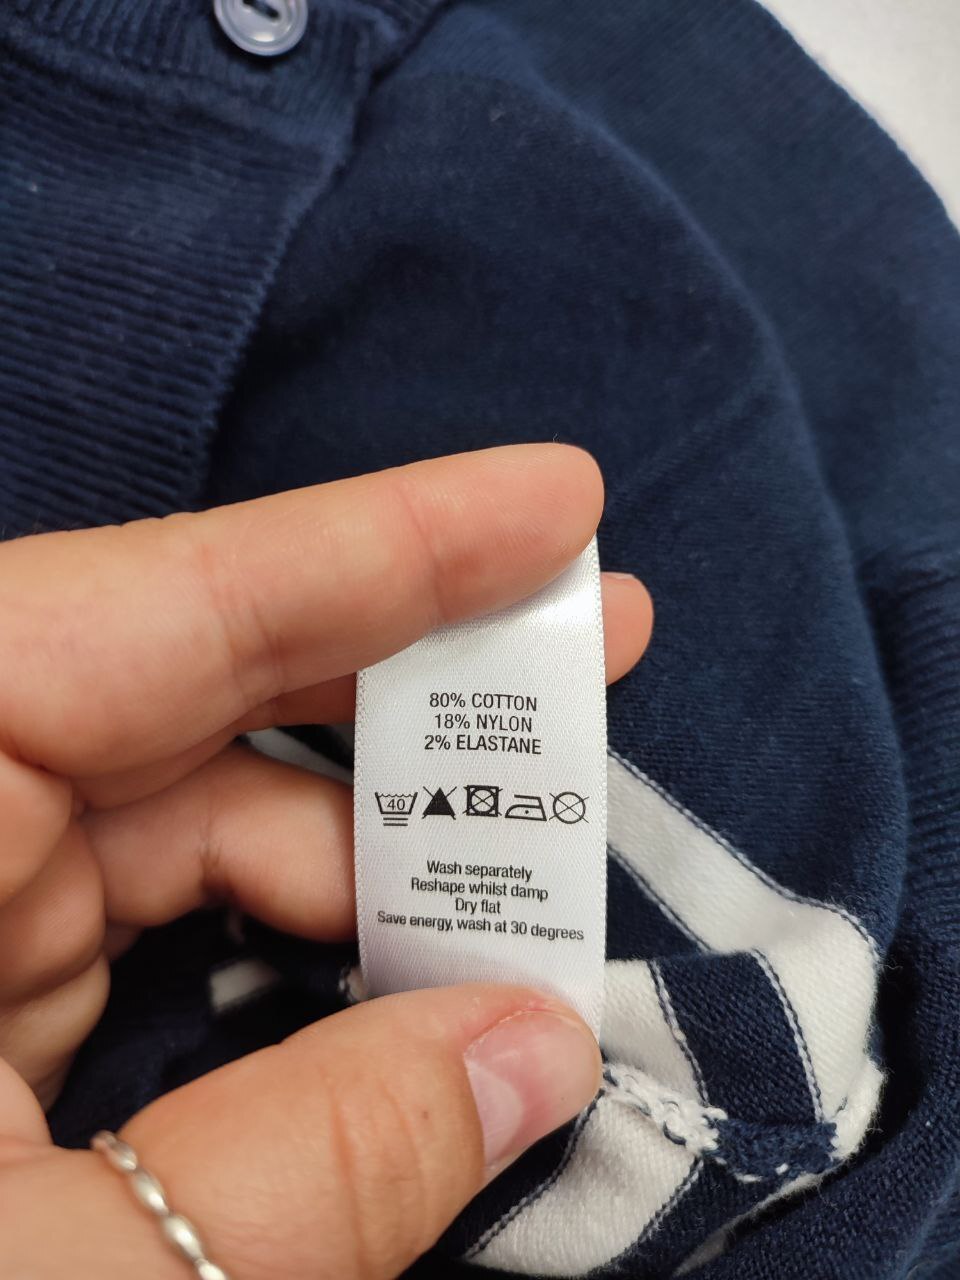 80% COTTON
18% NYLON
2% ELASTANE
40
Wash separately
Reshape whilst damp
Dry flat
Save energy, wash at 30 degrees